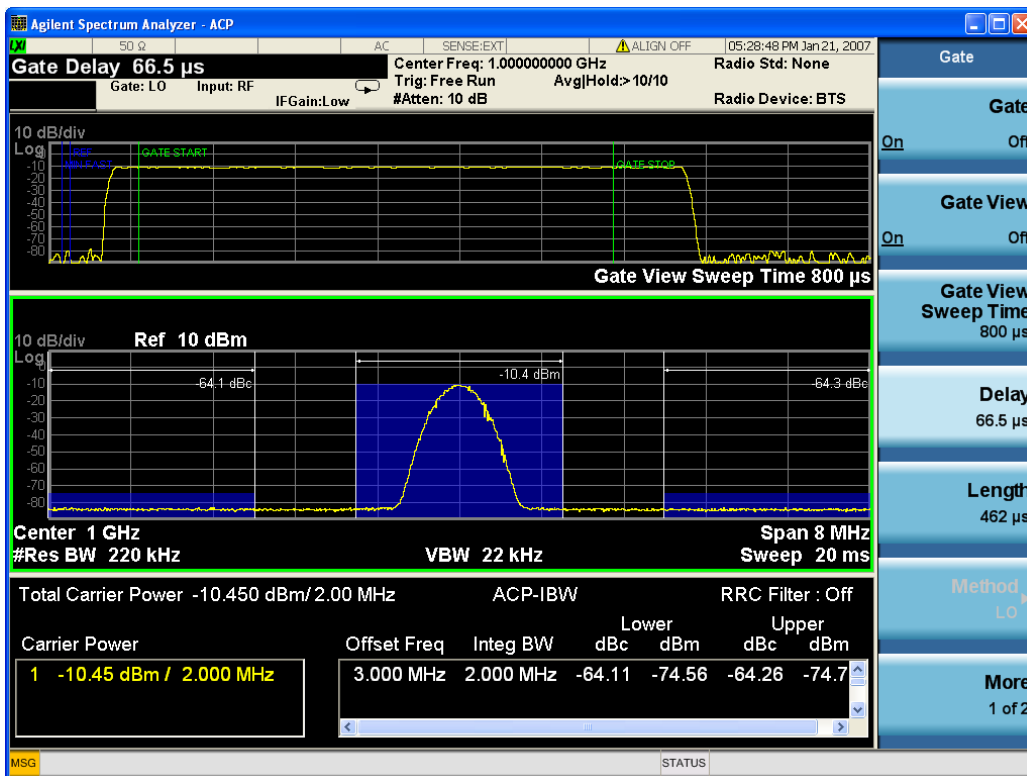 Agilent Spectrum Analyzer - ACP
LXI 50 Ω AC SENSE:EXT ALIGN OFF 05:28:48 PM Jan 21, 2007
Gate Delay 66.5 µs
Center Freq: 1.000000000 GHz
Radio Std: None
Gate: LO Input: RF
Trig: Free Run Avg|Hold:>10/10
IFGain:Low #Atten: 10 dB Radio Device: BTS
10 dB/div
Log
-10
-20
-30
-40
-50
-60
-70
-80
GATE START
GATE STOP
Gate View Sweep Time 800 µs
10 dB/div Ref 10 dBm
Log
0
-10
-20
-30
-40
-50
-60
-70
-80
-64.1 dBc
-10.4 dBm
-64.3 dBc
Center 1 GHz Span 8 MHz
#Res BW 220 kHz VBW 22 kHz Sweep 20 ms
Total Carrier Power -10.450 dBm/ 2.00 MHz ACP-IBW RRC Filter : Off
Lower Upper
Carrier Power Offset Freq Integ BW dBc dBm dBc dBm
1 -10.45 dBm / 2.000 MHz 3.000 MHz 2.000 MHz -64.11 -74.56 -64.26 -74.7
MSG STATUS
Gate
Gate
On Off
Gate View
On Off
Gate View
Sweep Time
800 µs
Delay
66.5 µs
Length
462 µs
Method
LO
More
1 of 2